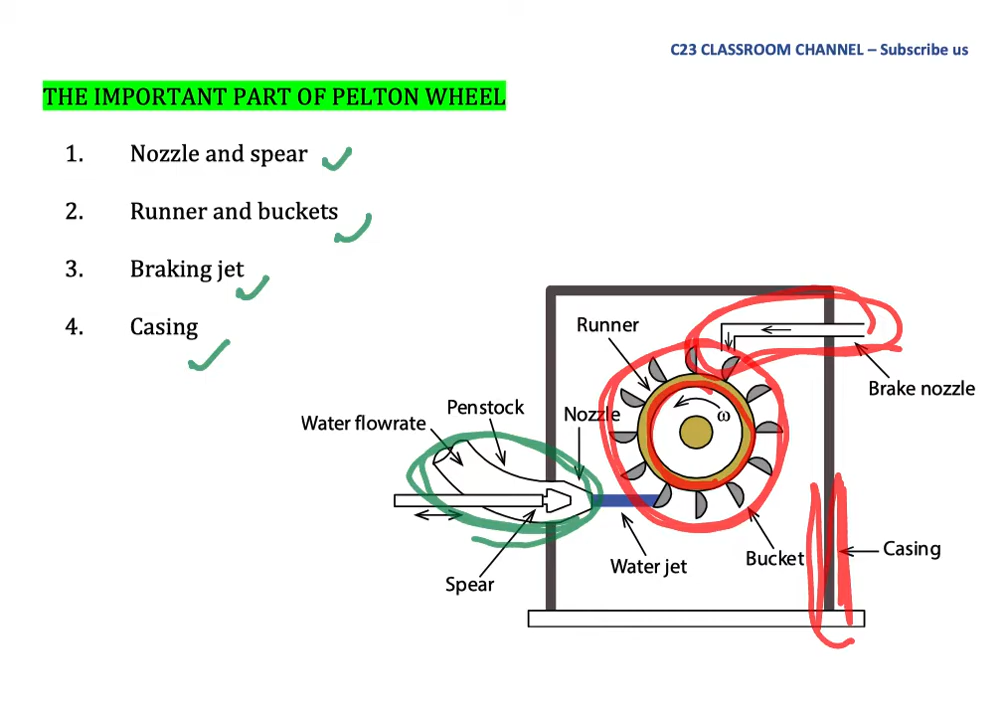 C23 CLASSROOM CHANNEL – Subscribe us
THE IMPORTANT PART OF PELTON WHEEL
1. Nozzle and spear
2. Runner and buckets
3. Braking jet
4. Casing
Runner
Brake nozzle
Penstock
Nozzle
ω
Water flowrate
Casing
Bucket
Water jet
Spear